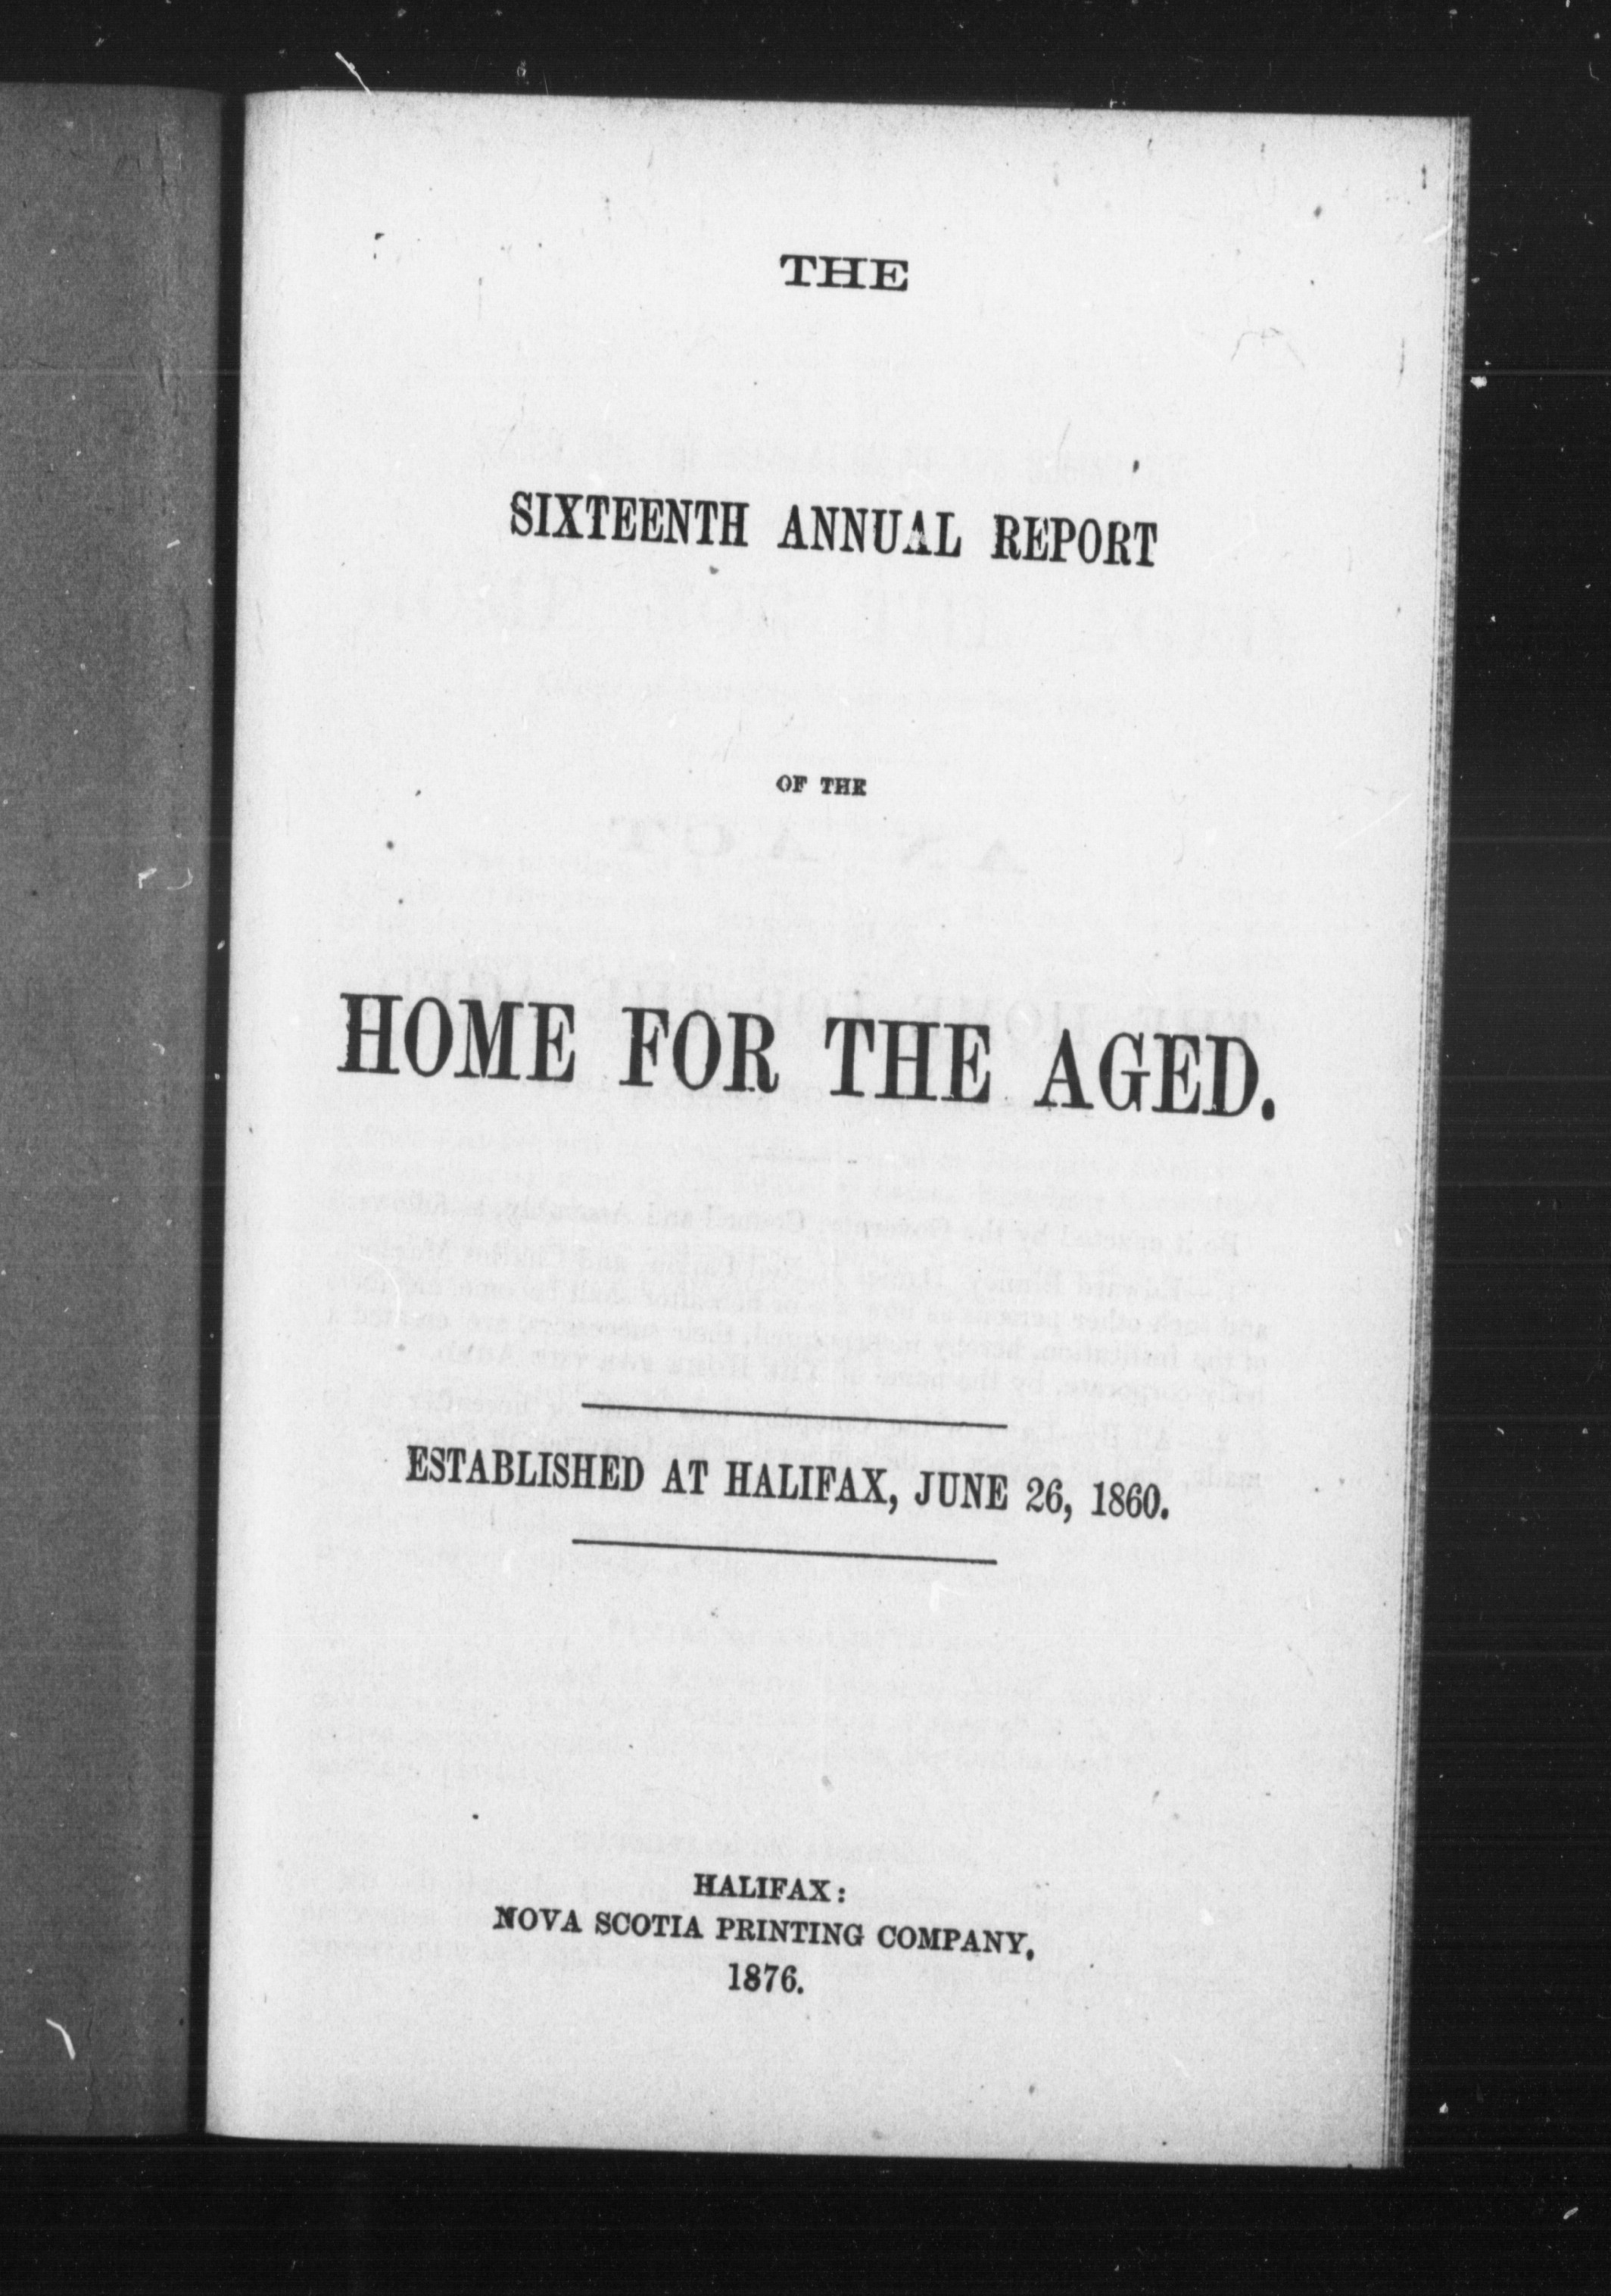 THE
SIXTEENTH ANNUAL REPORT
OF THE
HOME FOR THE AGED.
ESTABLISHED AT HALIFAX, JUNE 26, 1860.
HALIFAX:
NOVA SCOTIA PRINTING COMPANY,
1876.